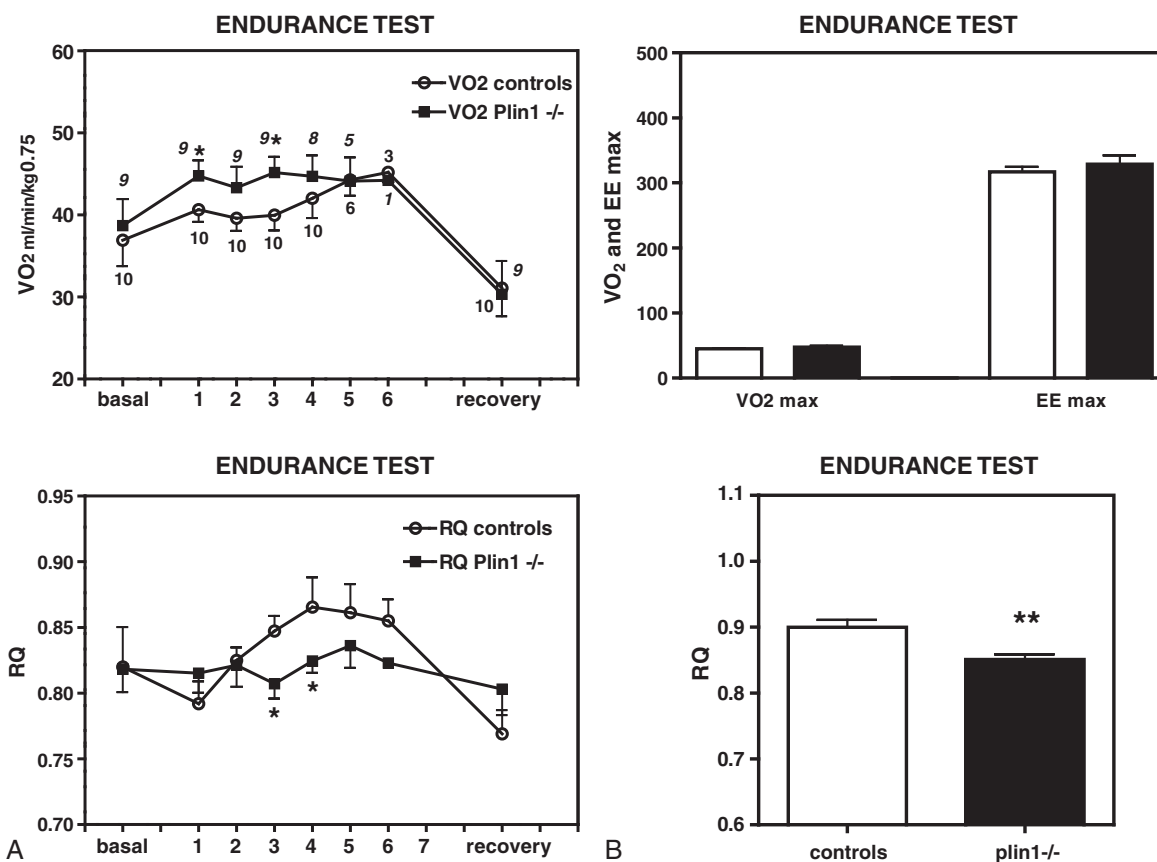 ENDURANCE TEST
60
50
40
30
20
VO2 ml/min/kg0.75
VO2 controls
VO2 Plin1 -/-
9
9 *
9
9 *
8
5
3
10
10
10
10
10
6
1
9
10
basal 1 2 3 4 5 6 recovery
ENDURANCE TEST
500
400
300
200
100
0
VO2 and EE max
VO2 max EE max
ENDURANCE TEST
0.95
0.90
0.85
0.80
0.75
0.70
RQ
RQ controls
RQ Plin1 -/-
*
*
basal 1 2 3 4 5 6 7 recovery
A
ENDURANCE TEST
1.1
1.0
0.9
0.8
0.7
0.6
RQ
**
controls plin1-/-
B